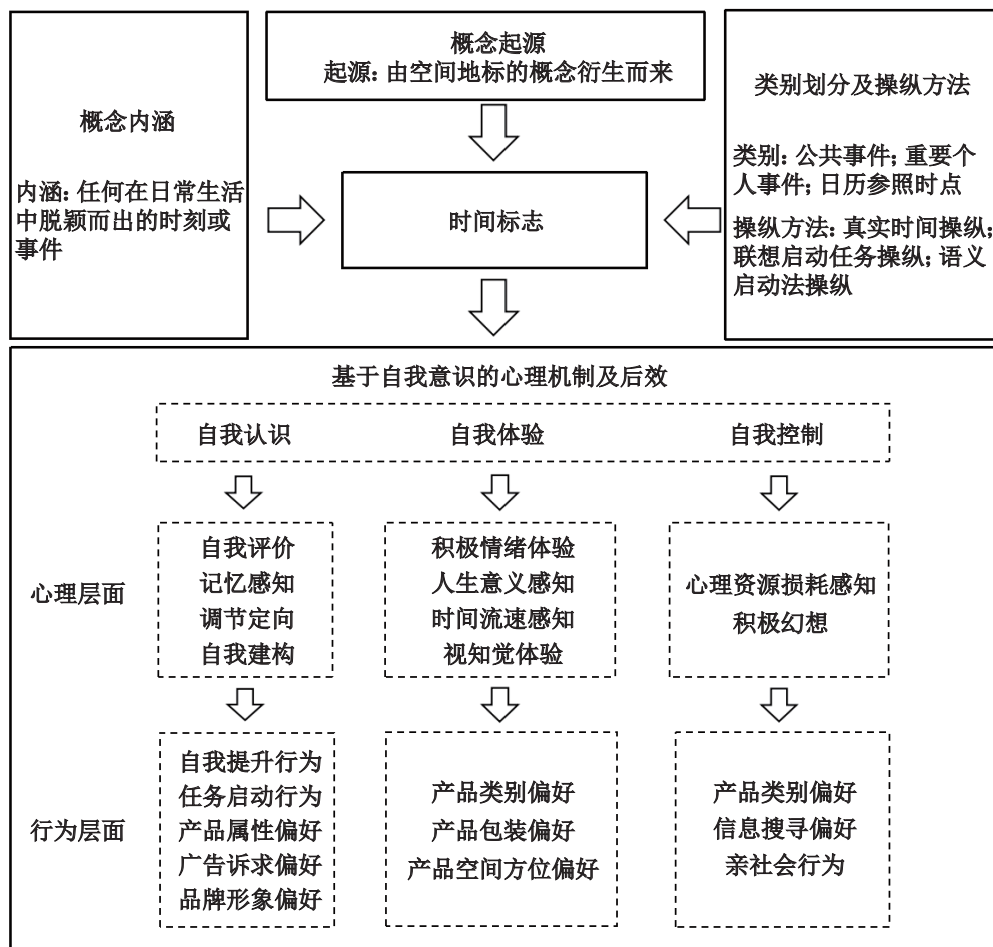 概念起源
起源: 由空间地标的概念衍生而来
概念内涵
内涵: 任何在日常生活
中脱颖而出的时刻或
事件
时间标志
类别划分及操纵方法
类别: 公共事件; 重要个
人事件; 日历参照时点
操纵方法: 真实时间操纵;
联想启动任务操纵; 语义
启动法操纵
基于自我意识的心理机制及后效
自我认识
自我体验
自我控制
心理层面
自我评价
记忆感知
调节定向
自我建构
积极情绪体验
人生意义感知
时间流速感知
视知觉体验
心理资源损耗感知
积极幻想
行为层面
自我提升行为
任务启动行为
产品属性偏好
广告诉求偏好
品牌形象偏好
产品类别偏好
产品包装偏好
产品空间方位偏好
产品类别偏好
信息搜寻偏好
亲社会行为